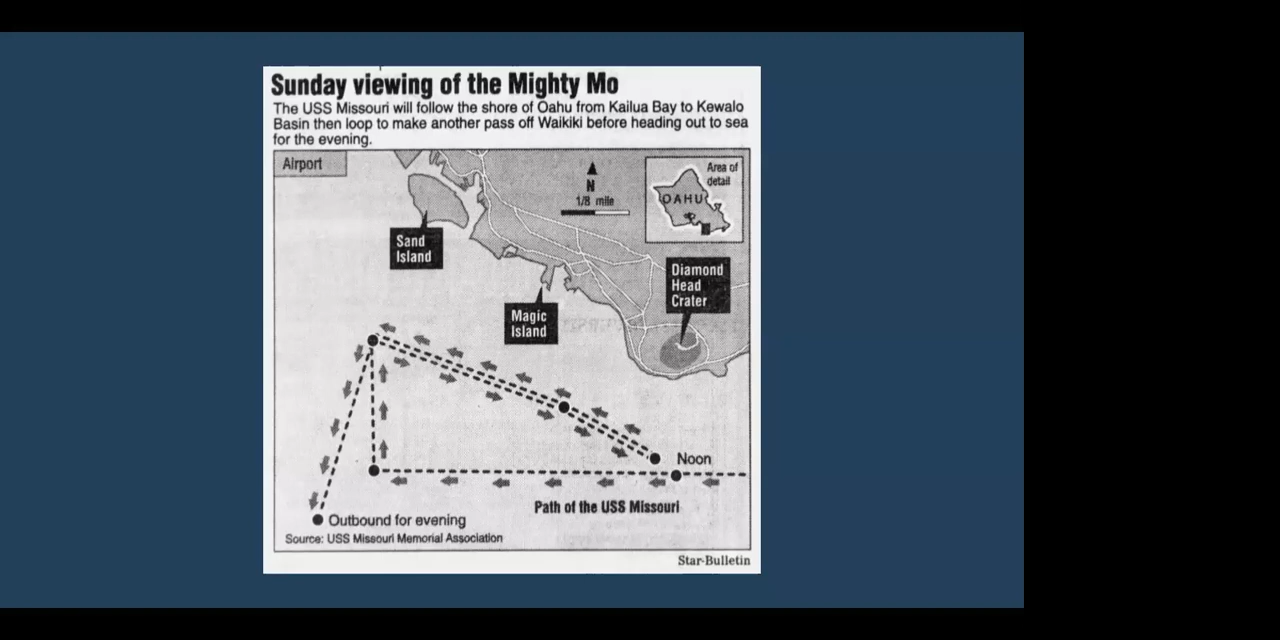 Sunday viewing of the Mighty Mo
The USS Missouri will follow the shore of Oahu from Kailua Bay to Kewalo
Basin then loop to make another pass off Waikiki before heading out to sea
for the evening.
Airport
N
1/8 mile
Area of
detail
OAHU
Sand
Island
Diamond
Head
Crater
Magic
Island
Noon
Path of the USS Missouri
Outbound for evening
Source: USS Missouri Memorial Association
Star-Bulletin